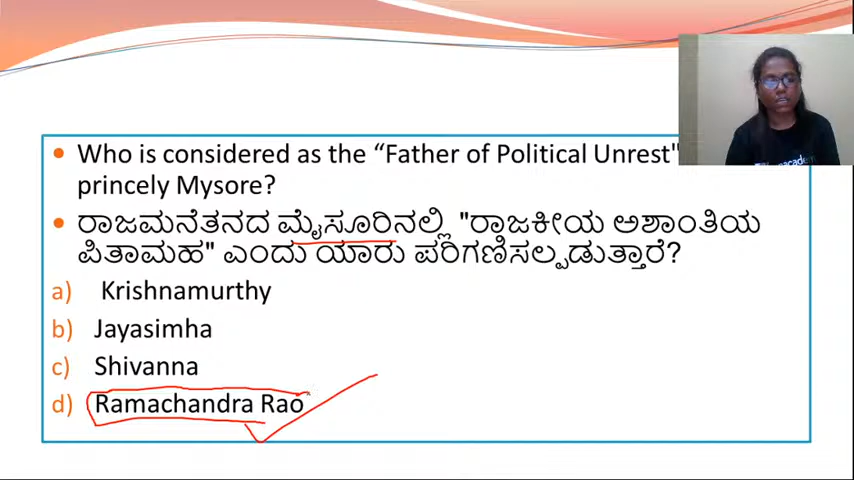 • Who is considered as the “Father of Political Unrest"
princely Mysore?
• ರಾಜಮನೆತನದ ಮೈಸೂರಿನಲ್ಲಿ "ರಾಜಕೀಯ ಅಶಾಂತಿಯ
ಪಿತಾಮಹ" ಎಂದು ಯಾರು ಪರಿಗಣಿಸಲ್ಪಡುತ್ತಾರೆ?
a) Krishnamurthy
b) Jayasimha
c) Shivanna
d) Ramachandra Rao